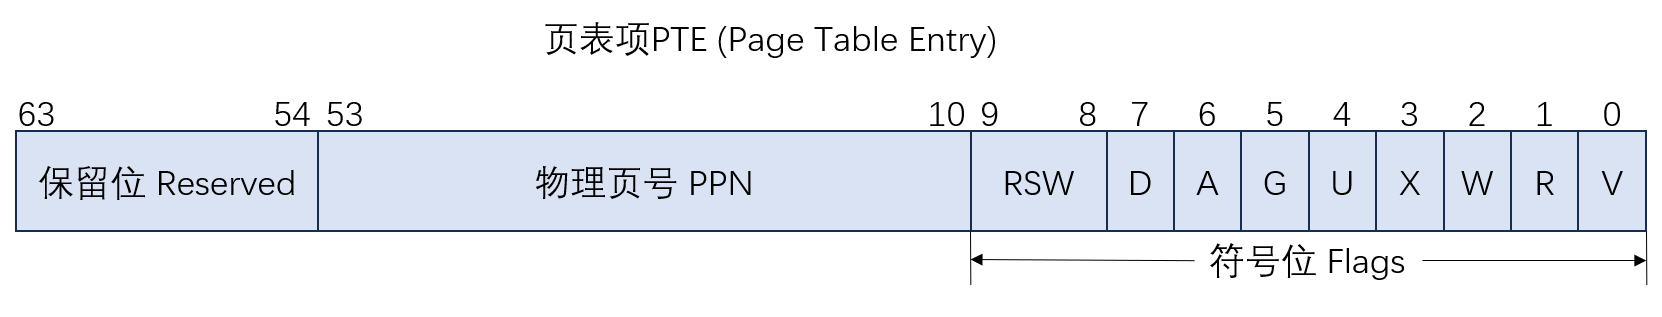 页表项PTE (Page Table Entry)
63 54 53 10 9 8 7 6 5 4 3 2 1 0
保留位 Reserved 物理页号 PPN RSW D A G U X W R V
符号位 Flags